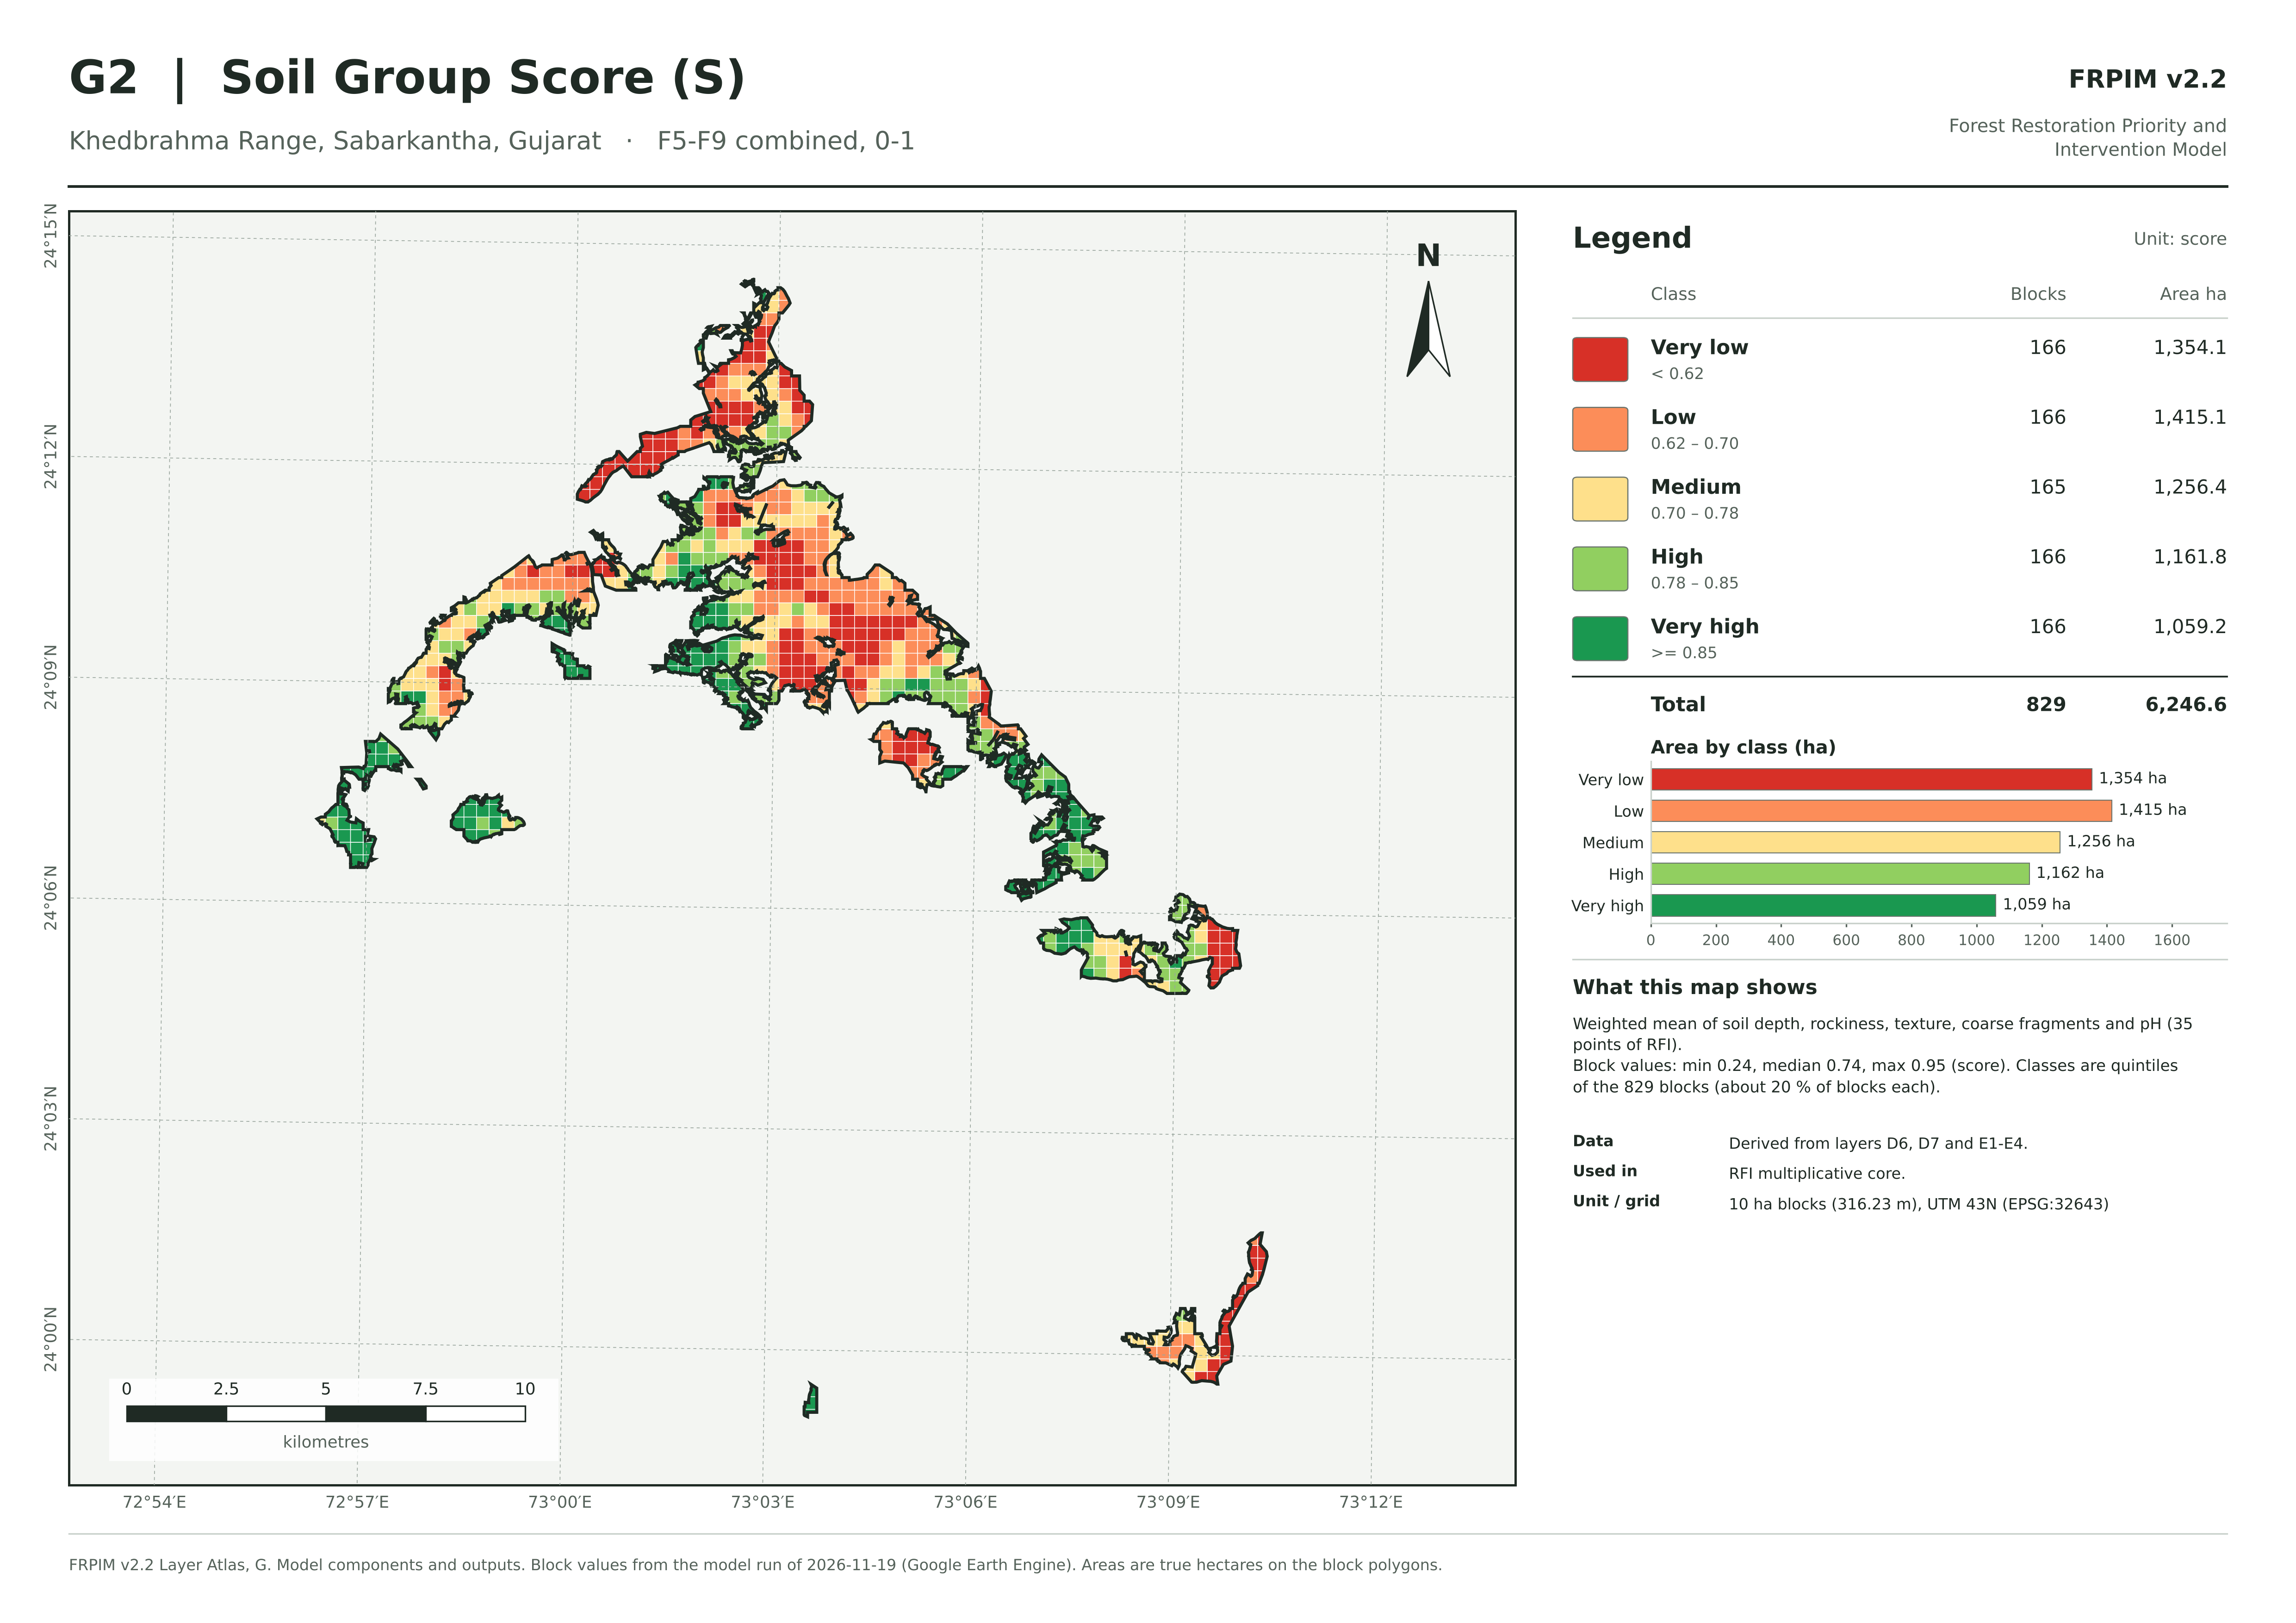 G2 | Soil Group Score (S)
FRPIM v2.2
Khedbrahma Range, Sabarkantha, Gujarat · F5-F9 combined, 0-1
Forest Restoration Priority and
Intervention Model
24°15′N
24°12′N
24°09′N
24°06′N
24°03′N
24°00′N
N
0 2.5 5 7.5 10
kilometres
72°54′E 72°57′E 73°00′E 73°03′E 73°06′E 73°09′E 73°12′E
Legend Unit: score
Class Blocks Area ha
Very low 166 1,354.1
< 0.62
Low 166 1,415.1
0.62 – 0.70
Medium 165 1,256.4
0.70 – 0.78
High 166 1,161.8
0.78 – 0.85
Very high 166 1,059.2
>= 0.85
Total 829 6,246.6
Area by class (ha)
Very low 1,354 ha
Low 1,415 ha
Medium 1,256 ha
High 1,162 ha
Very high 1,059 ha
0 200 400 600 800 1000 1200 1400 1600
What this map shows
Weighted mean of soil depth, rockiness, texture, coarse fragments and pH (35
points of RFI).
Block values: min 0.24, median 0.74, max 0.95 (score). Classes are quintiles
of the 829 blocks (about 20 % of blocks each).
Data Derived from layers D6, D7 and E1-E4.
Used in RFI multiplicative core.
Unit / grid 10 ha blocks (316.23 m), UTM 43N (EPSG:32643)
FRPIM v2.2 Layer Atlas, G. Model components and outputs. Block values from the model run of 2026-11-19 (Google Earth Engine). Areas are true hectares on the block polygons.